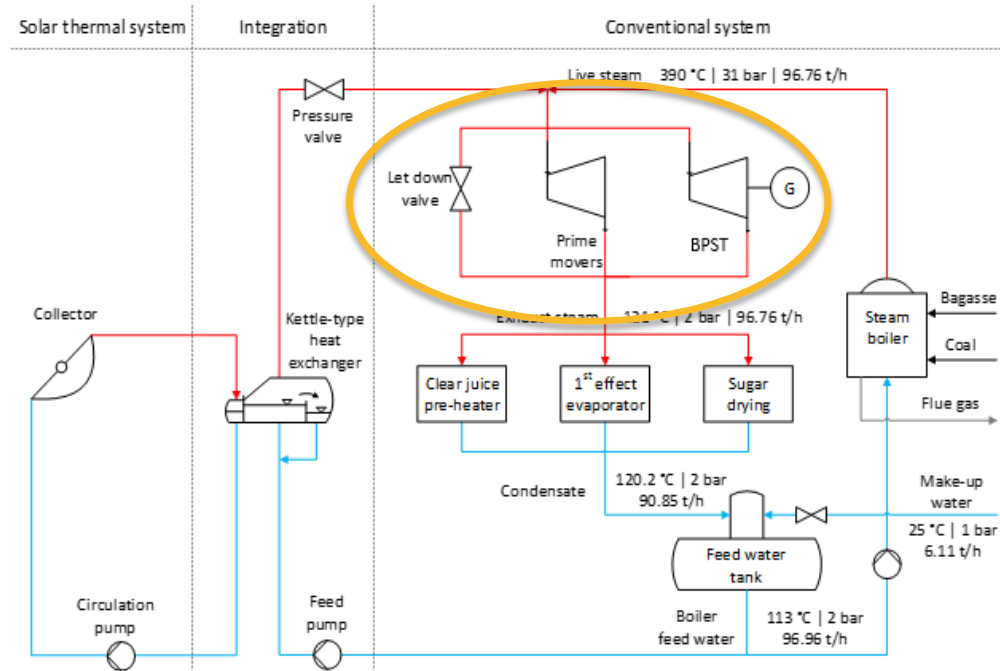 Solar thermal system
Integration
Conventional system
Live steam 390 °C | 31 bar | 96.76 t/h
Pressure
valve
Let down
valve
G
Prime
movers
BPST
Exhaust steam 121 °C | 2 bar | 96.76 t/h
Collector
Kettle-type
heat
exchanger
Steam
boiler
Bagasse
Coal
Flue gas
Clear juice
pre-heater
1st effect
evaporator
Sugar
drying
Condensate
120.2 °C | 2 bar
90.85 t/h
Make-up
water
25 °C | 1 bar
6.11 t/h
Feed water
tank
Circulation
pump
Feed
pump
Boiler
feed water
113 °C | 2 bar
96.96 t/h